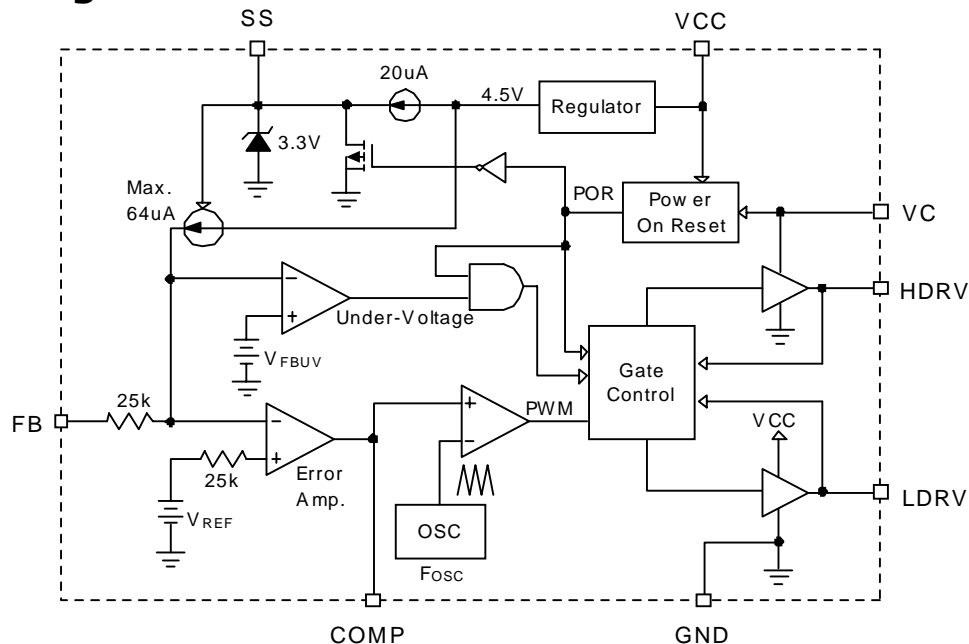 SS
VCC
20uA
4.5V
Regulator
3.3V
Max.
64uA
POR
Power
On Reset
VC
HDRV
Under-Voltage
VFBUV
Gate
Control
25k
FB
PWM
VCC
25k
Error
Amp.
LDRV
VREF
OSC
FOSC
COMP
GND